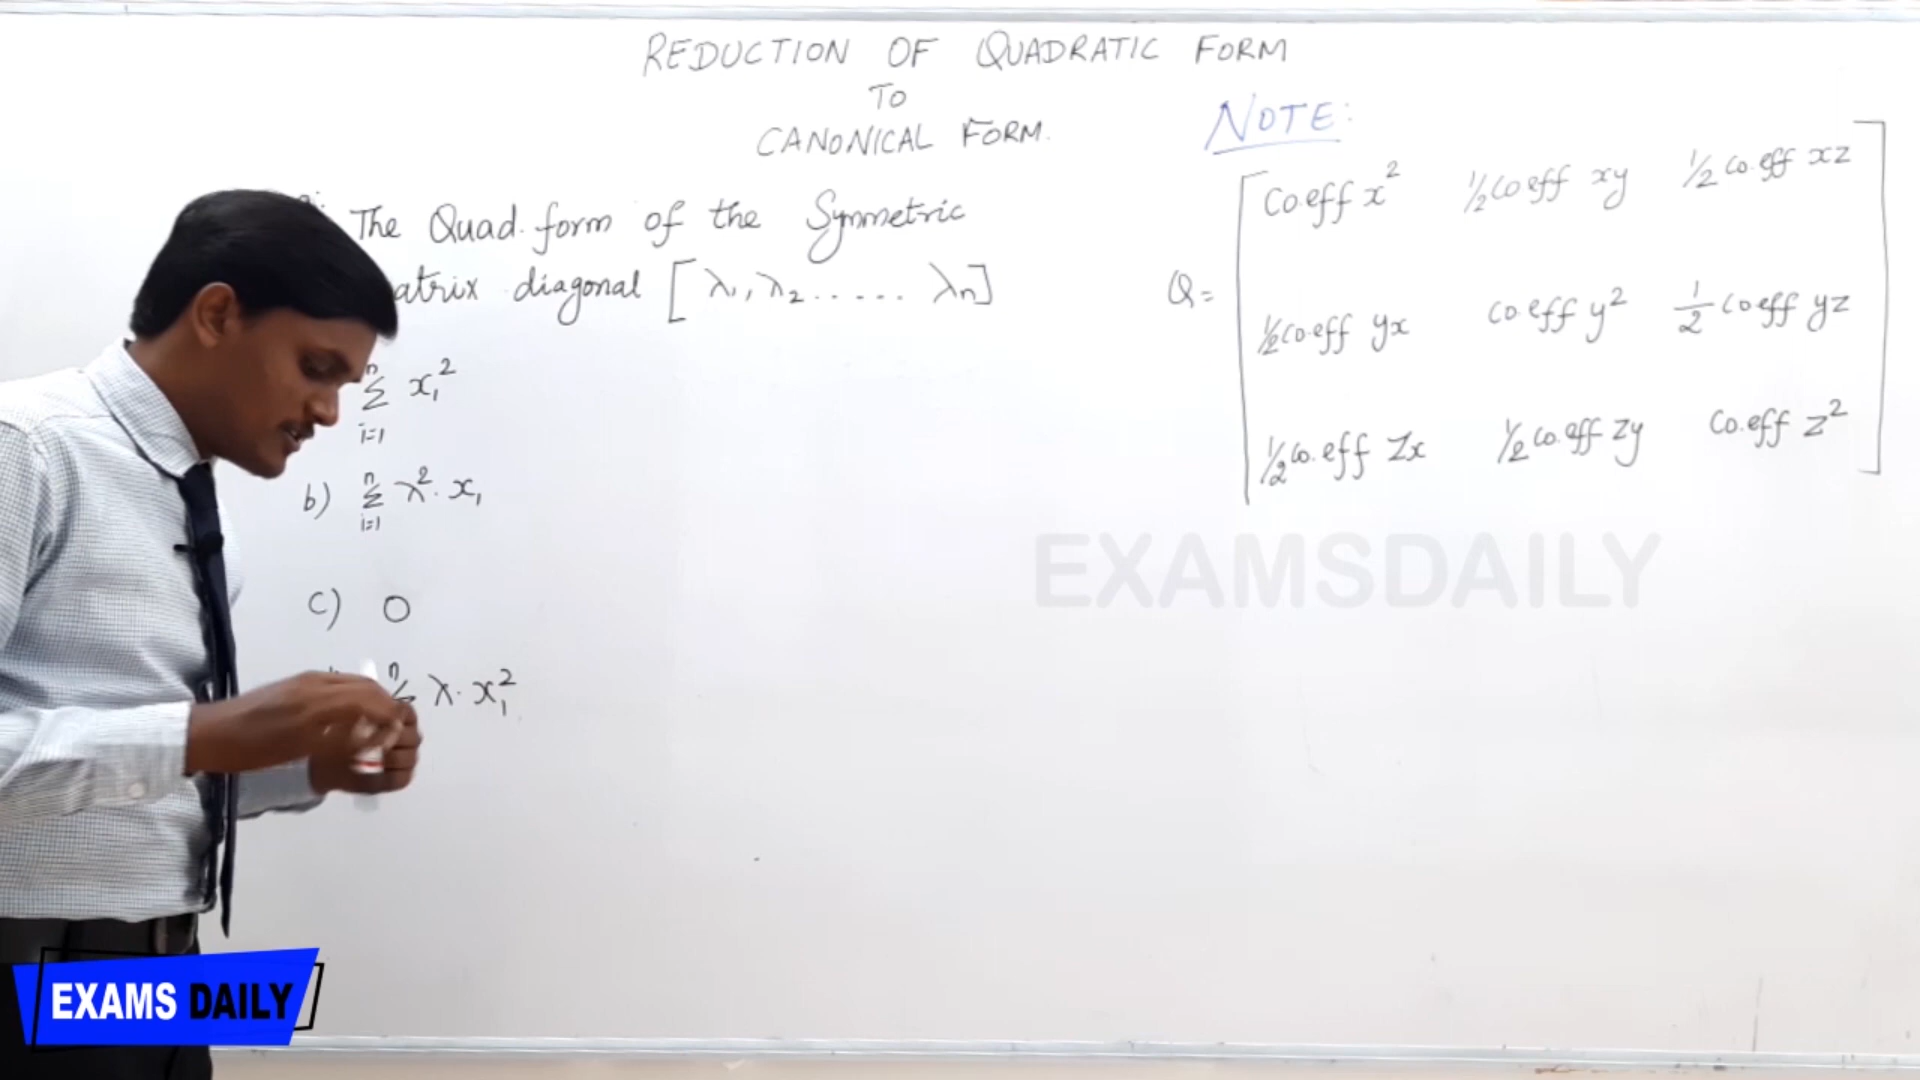 REDUCTION OF QUADRATIC FORM
TO
CANONICAL FORM.
The Quad. form of the Symmetric
atrix diagonal [λ₁, λ₂ ..... λn]
n
Σ x₁²
i=1
b) n
Σ λ². x₁
i=1
c) 0
n
Σ λ. x₁²
NOTE:
Q = [ Co.eff x² ½ co eff xy ½ co.eff xz
½ co.eff yx co eff y² 1/2 co eff yz
½ co.eff zx ½ co.eff zy Co.eff z² ]
EXAMSDAILY
EXAMS DAILY